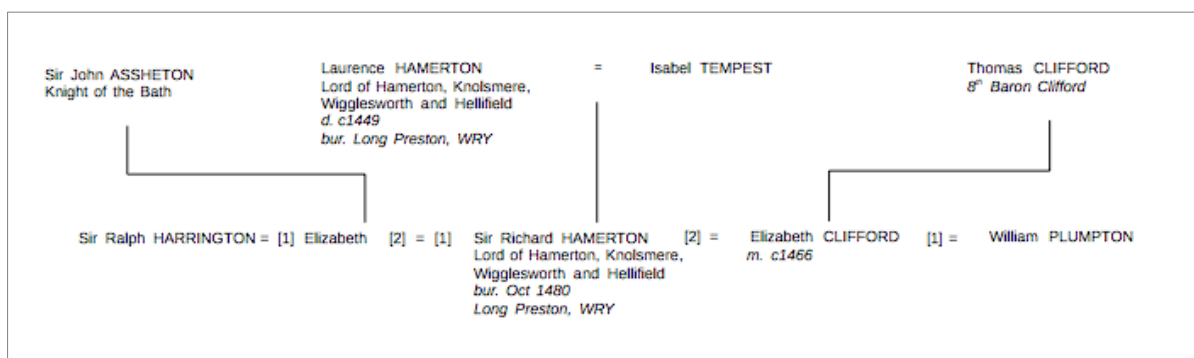 Sir John ASSHETON
Knight of the Bath
Laurence HAMERTON
Lord of Hamerton, Knolsmere,
Wigglesworth and Hellifield
d. c1449
bur. Long Preston, WRY
=
Isabel TEMPEST
Thomas CLIFFORD
8th Baron Clifford
Sir Ralph HARRINGTON = [1] Elizabeth [2] = [1] Sir Richard HAMERTON [2] = Elizabeth CLIFFORD [1] = William PLUMPTON
Lord of Hamerton, Knolsmere,
Wigglesworth and Hellifield
bur. Oct 1480
Long Preston, WRY
m. c1466